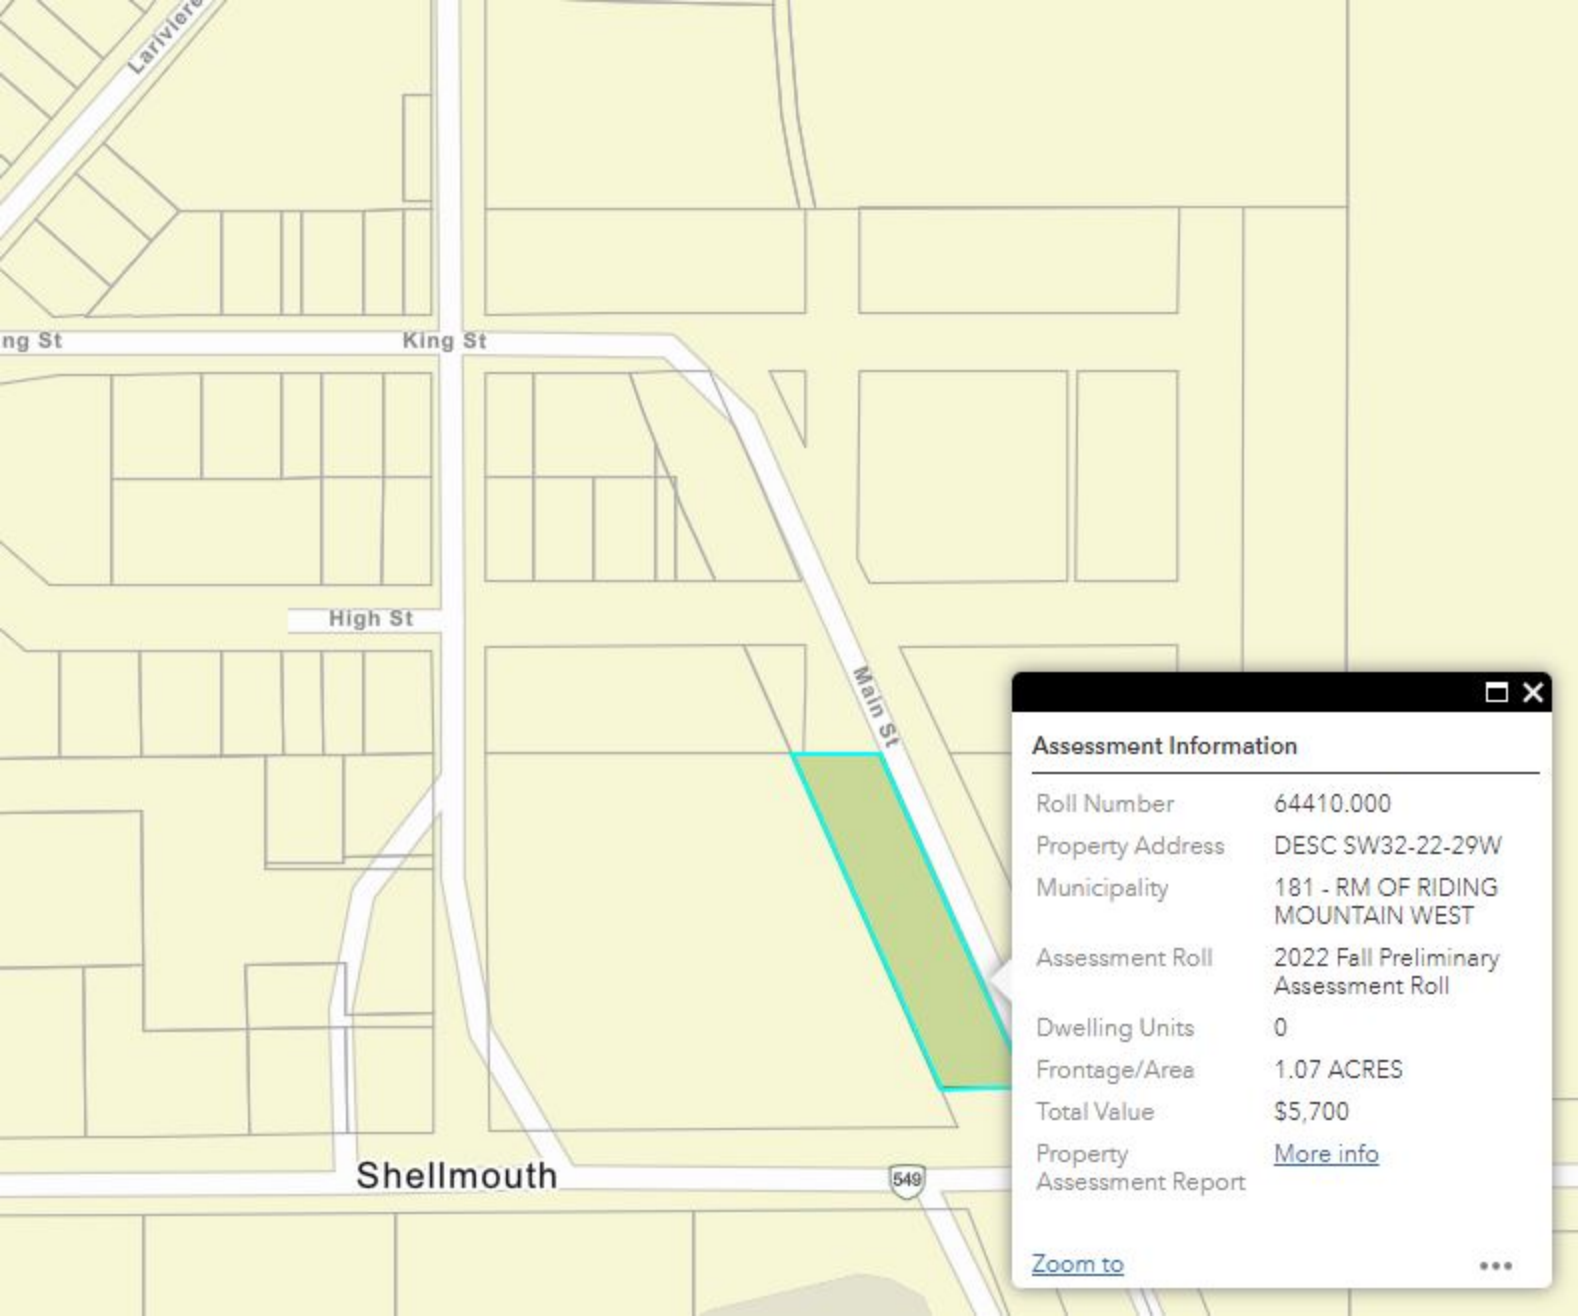 Lariviere
ng St
King St
High St
Main St
Assessment Information
Roll Number 64410.000
Property Address DESC SW32-22-29W
Municipality 181 - RM OF RIDING
MOUNTAIN WEST
Assessment Roll 2022 Fall Preliminary
Assessment Roll
Dwelling Units 0
Frontage/Area 1.07 ACRES
Total Value $5,700
Property More info
Assessment Report
Shellmouth
549
Zoom to